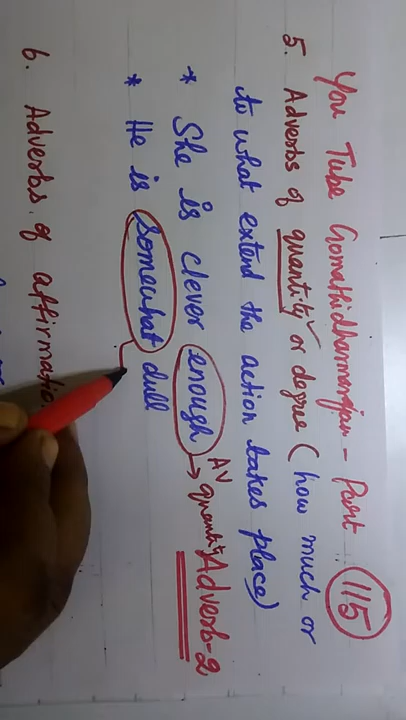 You Tube Gomathidhamanjan - Part 115
5. Adverbs of quantity or degree (how much or
to what extend the action takes place)
* She is clever enough → AV quantity Adverb-2
* He is somewhat dull
6. Adverbs of affirmatio